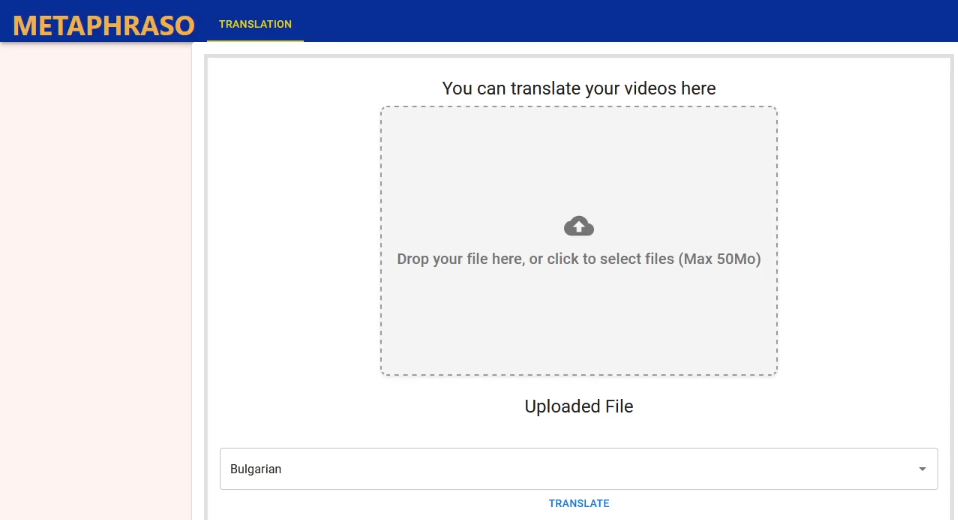 METAPHRASO
TRANSLATION
You can translate your videos here
Drop your file here, or click to select files (Max 50Mo)
Uploaded File
Bulgarian
TRANSLATE